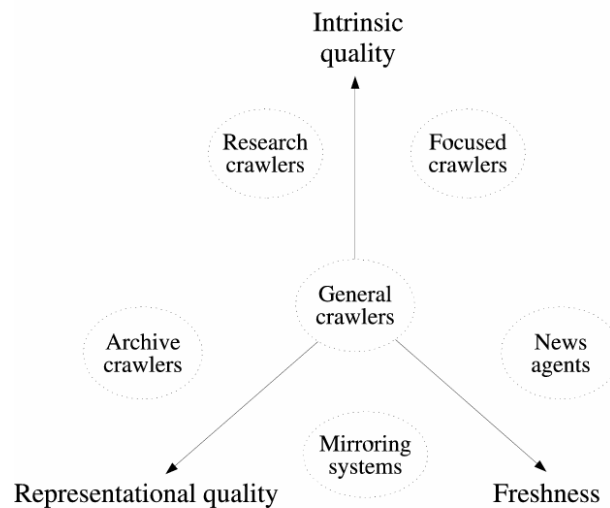 Intrinsic
quality
Research
crawlers
Focused
crawlers
General
crawlers
Archive
crawlers
News
agents
Mirroring
systems
Representational quality
Freshness